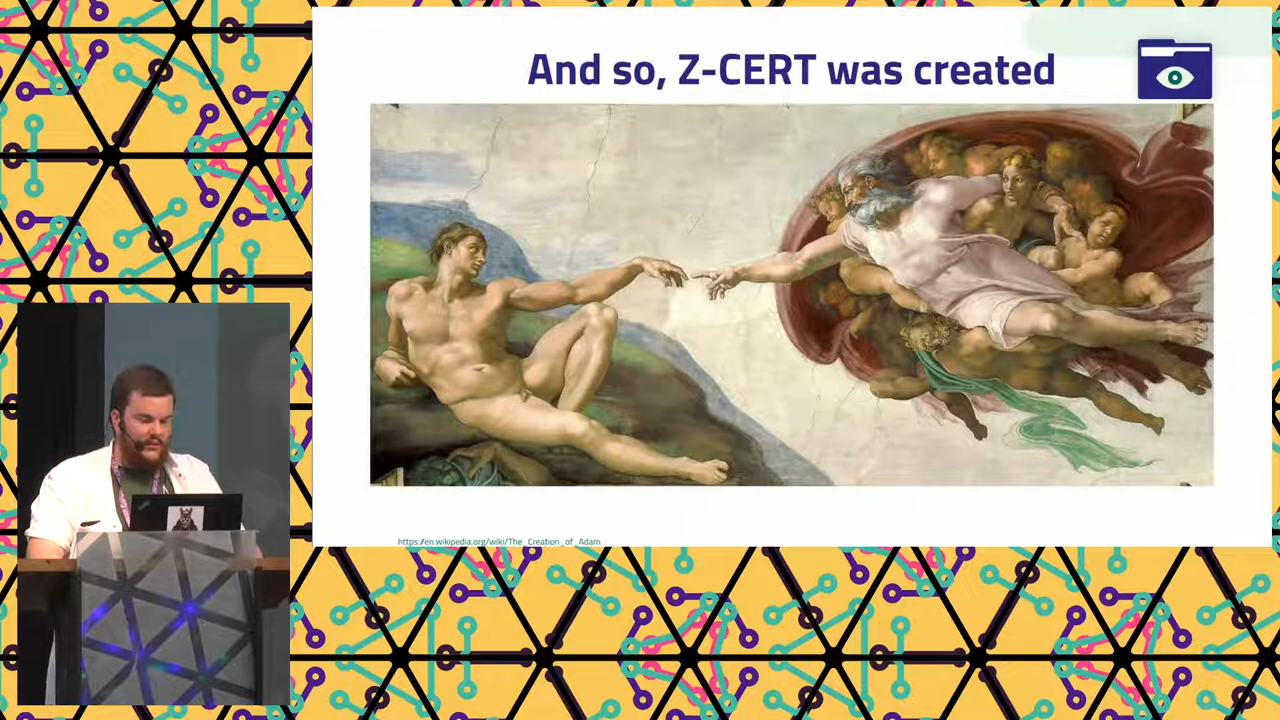 And so, Z-CERT was created
https://en.wikipedia.org/wiki/The_Creation_of_Adam